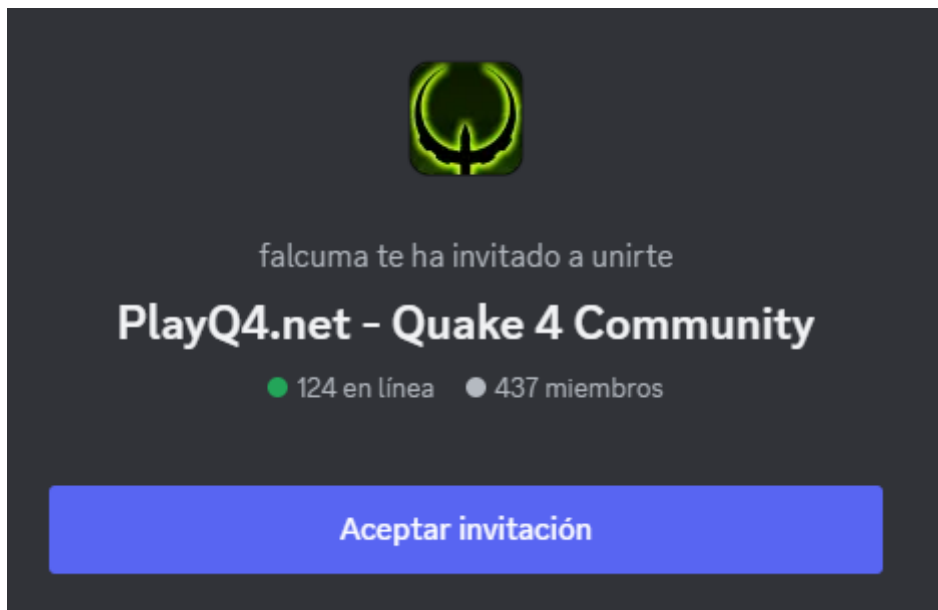 falcuma te ha invitado a unirte
PlayQ4.net - Quake 4 Community
124 en línea 437 miembros
Aceptar invitación